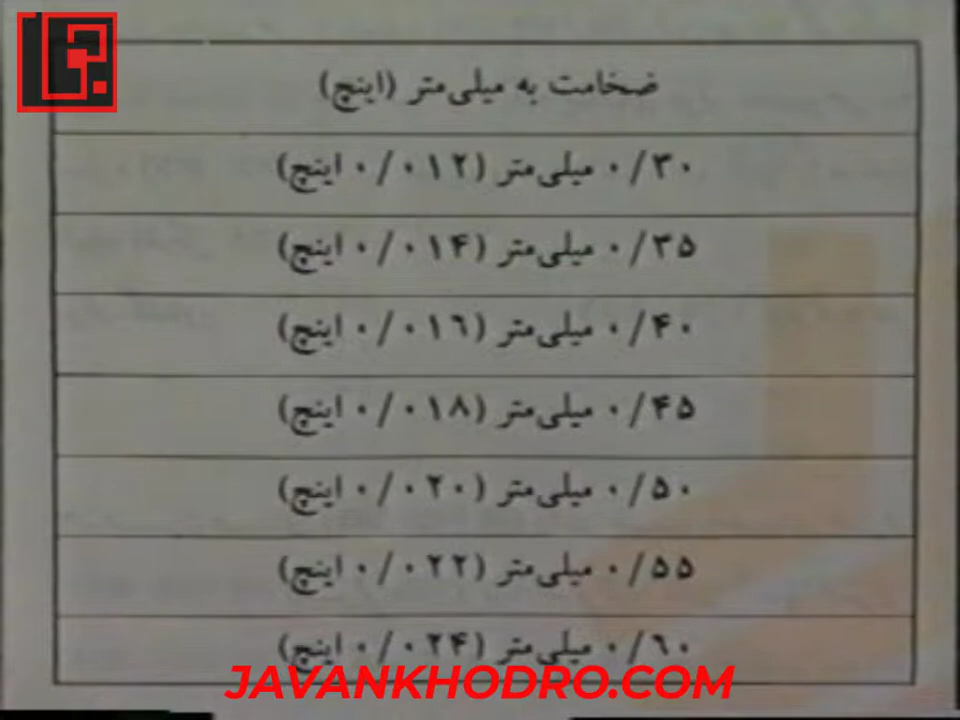 ضخامت به میلی‌متر (اینچ)
۰/۳۰ میلی‌متر (۰/۰۱۲ اینچ)
۰/۳۵ میلی‌متر (۰/۰۱۴ اینچ)
۰/۴۰ میلی‌متر (۰/۰۱۶ اینچ)
۰/۴۵ میلی‌متر (۰/۰۱۸ اینچ)
۰/۵۰ میلی‌متر (۰/۰۲۰ اینچ)
۰/۵۵ میلی‌متر (۰/۰۲۲ اینچ)
۰/۶۰ میلی‌متر (۰/۰۲۴ اینچ)
JAVANKHODRO.COM